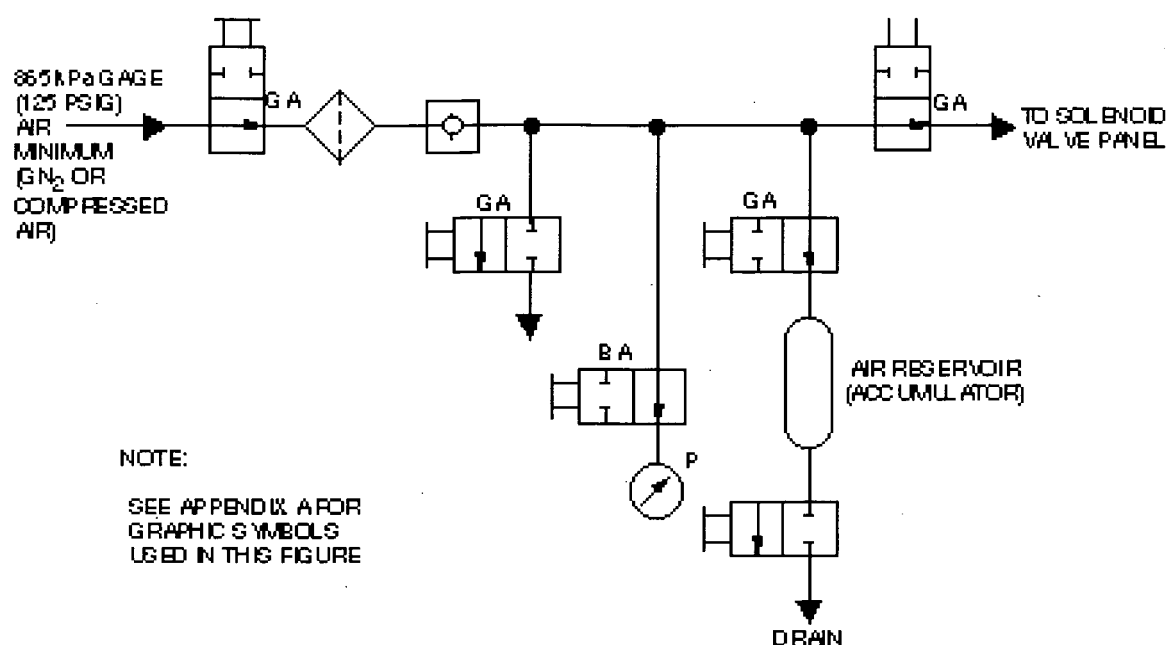 865 kPa GAGE
(125 PSIG)
AIR
MINIMUM
(GN2 OR
COMPRESSED
AIR)
GA
GA
TO SOLENOID
VALVE PANEL
GA
GA
BA
AIR RESERVOIR
(ACCUMULATOR)
P
NOTE:
SEE APPENDIX A FOR
GRAPHIC SYMBOLS
USED IN THIS FIGURE
DRAIN